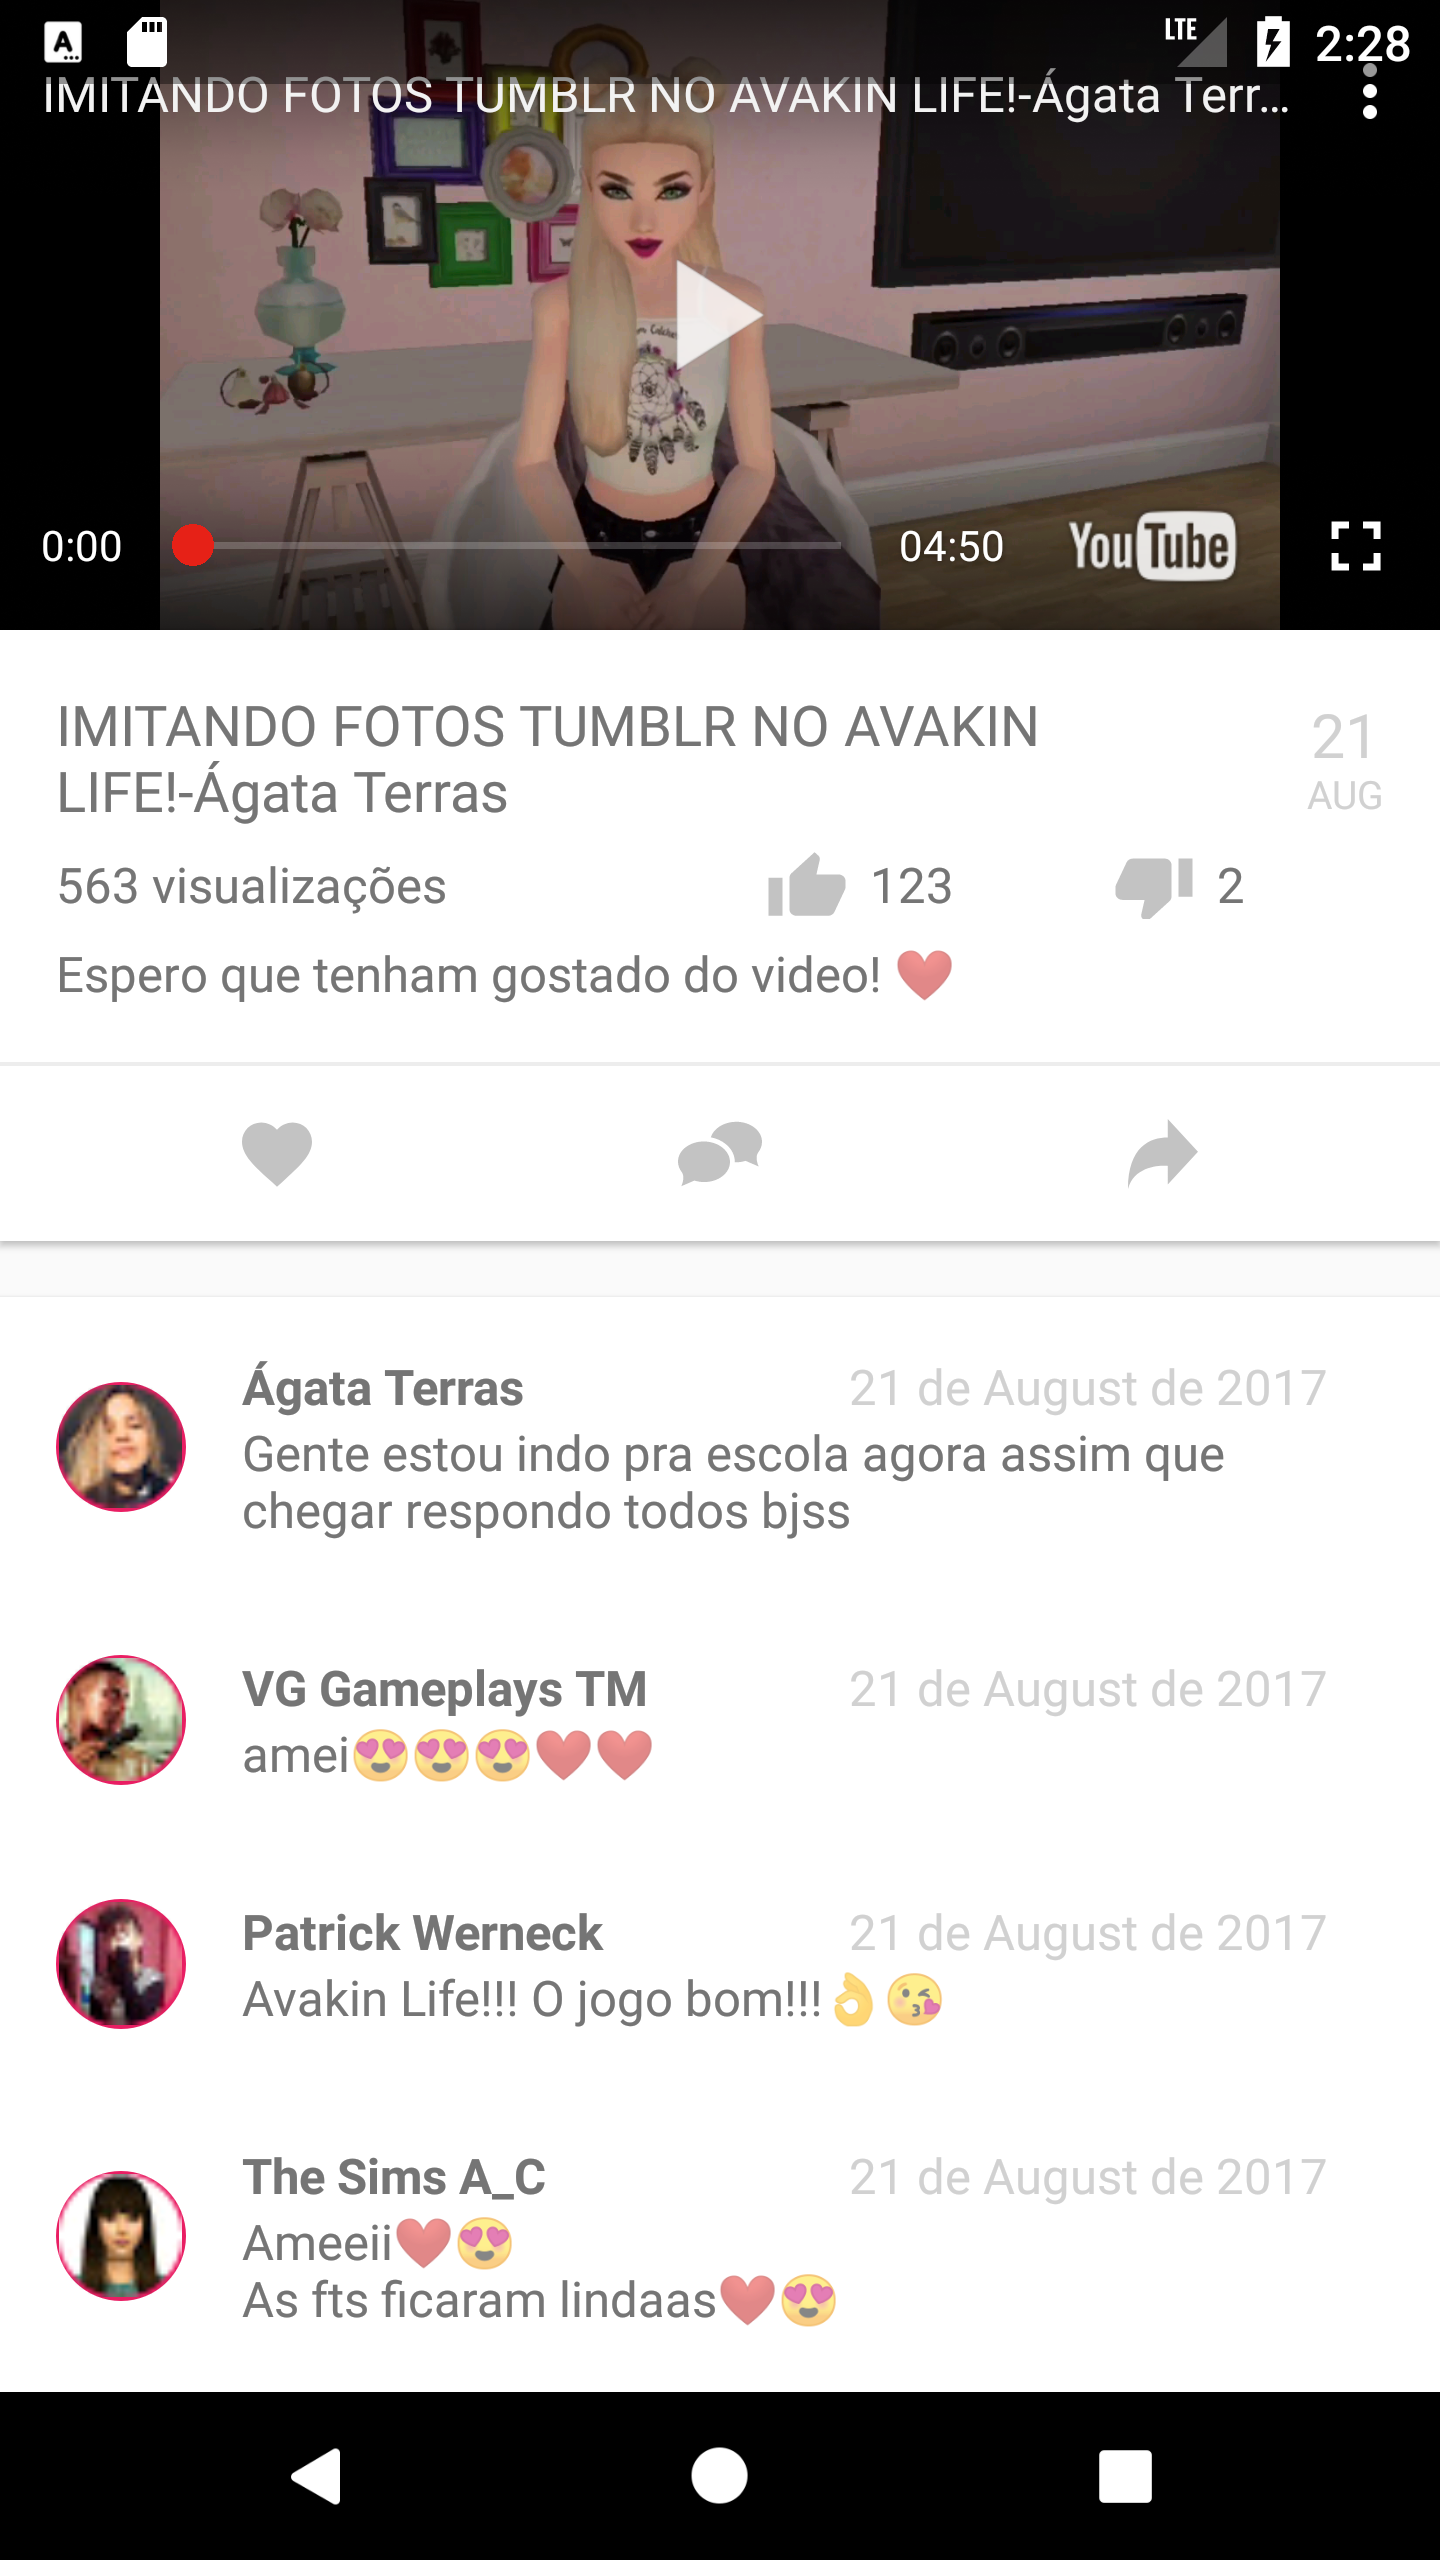 LTE 2:28
IMITANDO FOTOS TUMBLR NO AVAKIN LIFE!-Ágata Terr...
0:00 04:50 YouTube
IMITANDO FOTOS TUMBLR NO AVAKIN
LIFE!-Ágata Terras
21
AUG
563 visualizações 123 2
Espero que tenham gostado do video! ❤️
Ágata Terras 21 de August de 2017
Gente estou indo pra escola agora assim que
chegar respondo todos bjss
VG Gameplays TM 21 de August de 2017
amei😍😍😍❤️❤️
Patrick Werneck 21 de August de 2017
Avakin Life!!! O jogo bom!!!👌😘
The Sims A_C 21 de August de 2017
Ameeii❤️😍
As fts ficaram lindaas❤️😍